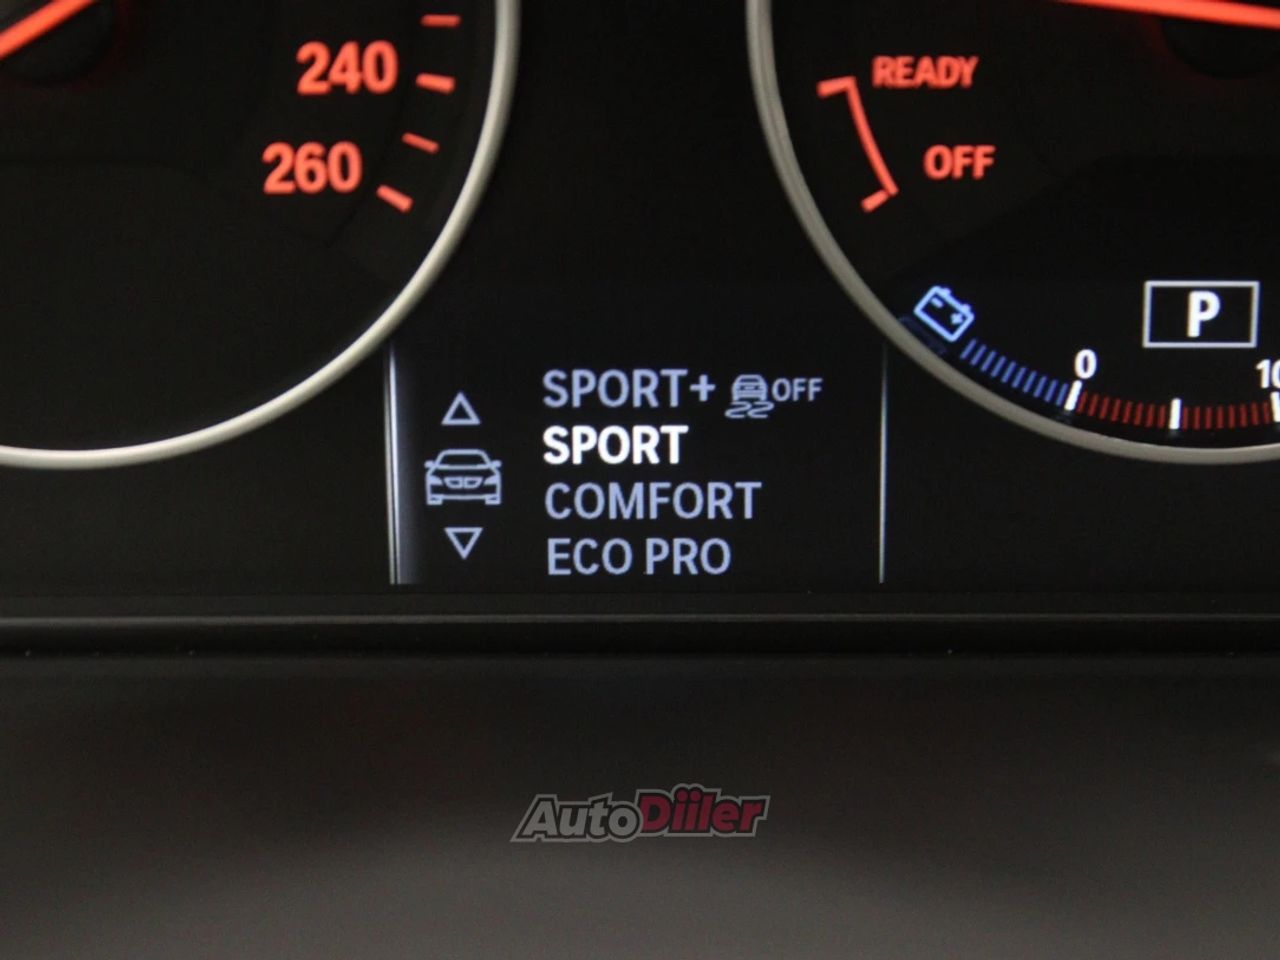 240
260
READY
OFF
P
0
SPORT+ OFF
SPORT
COMFORT
ECO PRO
AutoDiiler